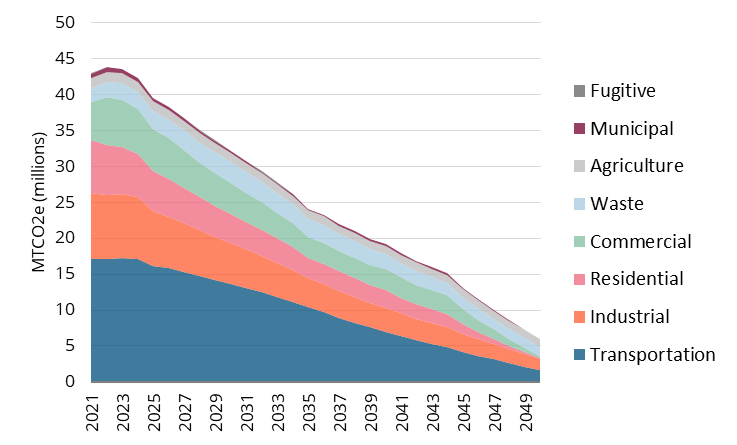 50
45
40
35
30
25
20
15
10
5
0
MTCO2e (millions)
2021
2023
2025
2027
2029
2031
2033
2035
2037
2039
2041
2043
2045
2047
2049
Fugitive
Municipal
Agriculture
Waste
Commercial
Residential
Industrial
Transportation